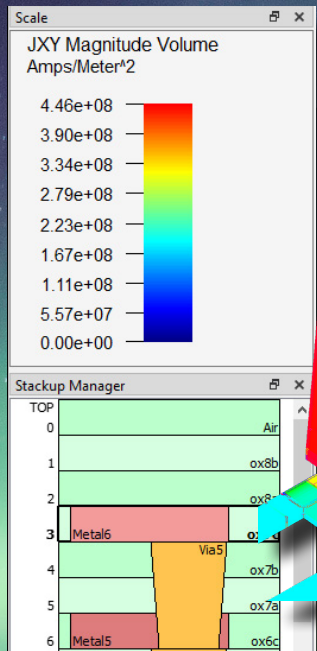 Scale
JXY Magnitude Volume
Amps/Meter^2
4.46e+08
3.90e+08
3.34e+08
2.79e+08
2.23e+08
1.67e+08
1.11e+08
5.57e+07
0.00e+00
Stackup Manager
TOP
0 Air
1 ox8b
2
3 Metal6
Via5
4 ox7b
5 ox7a
6 Metal5 ox6c